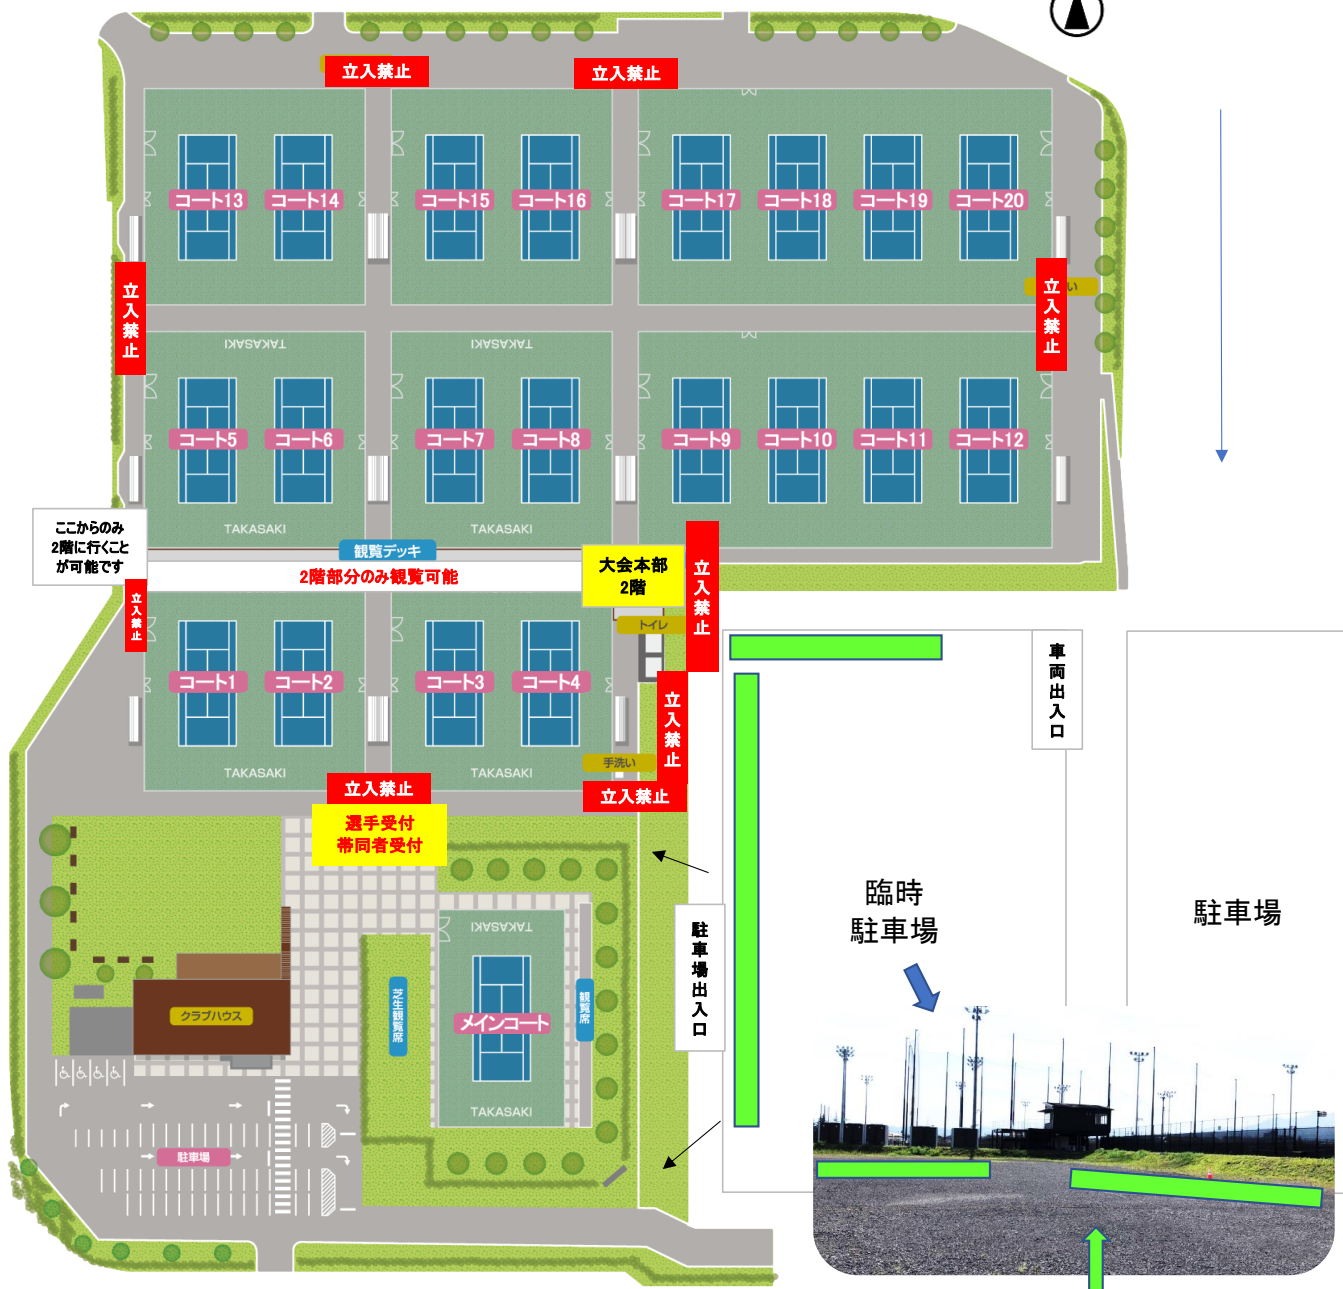 立入禁止
立入禁止
コート13
コート14
コート15
コート16
コート17
コート18
コート19
コート20
立入禁止
い
立入禁止
TAKASAKI
TAKASAKI
コート5
コート6
コート7
コート8
コート9
コート10
コート11
コート12
TAKASAKI
TAKASAKI
ここからのみ
2階に行くこと
が可能です
観覧デッキ
2階部分のみ観覧可能
大会本部
2階
立入禁止
立入禁止
トイレ
車両出入口
コート1
コート2
コート3
コート4
立入禁止
TAKASAKI
TAKASAKI
手洗い
立入禁止
立入禁止
選手受付
帯同者受付
臨時
駐車場
駐車場
駐車場出入口
TAKASAKI
芝生観覧席
観覧席
メインコート
クラブハウス
TAKASAKI
駐車場